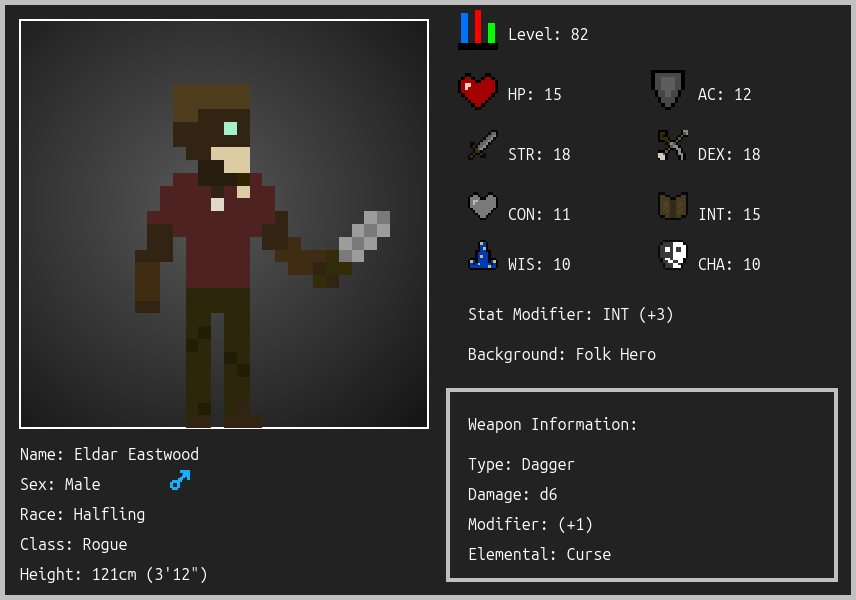 Level: 82
HP: 15
AC: 12
STR: 18
DEX: 18
CON: 11
INT: 15
WIS: 10
CHA: 10
Stat Modifier: INT (+3)
Background: Folk Hero
Weapon Information:
Type: Dagger
Damage: d6
Modifier: (+1)
Elemental: Curse
Name: Eldar Eastwood
Sex: Male
Race: Halfling
Class: Rogue
Height: 121cm (3'12")